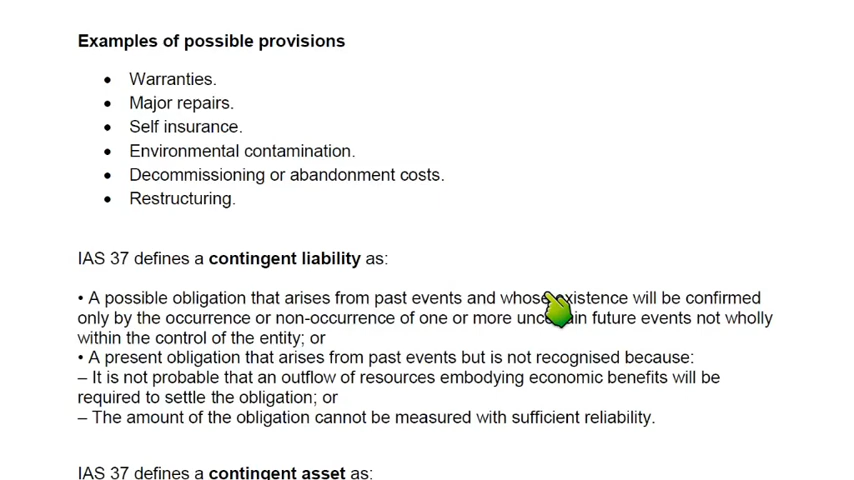 Examples of possible provisions
• Warranties.
• Major repairs.
• Self insurance.
• Environmental contamination.
• Decommissioning or abandonment costs.
• Restructuring.
IAS 37 defines a contingent liability as:
• A possible obligation that arises from past events and whose existence will be confirmed
only by the occurrence or non-occurrence of one or more uncertain future events not wholly
within the control of the entity; or
• A present obligation that arises from past events but is not recognised because:
– It is not probable that an outflow of resources embodying economic benefits will be
required to settle the obligation; or
– The amount of the obligation cannot be measured with sufficient reliability.
IAS 37 defines a contingent asset as: